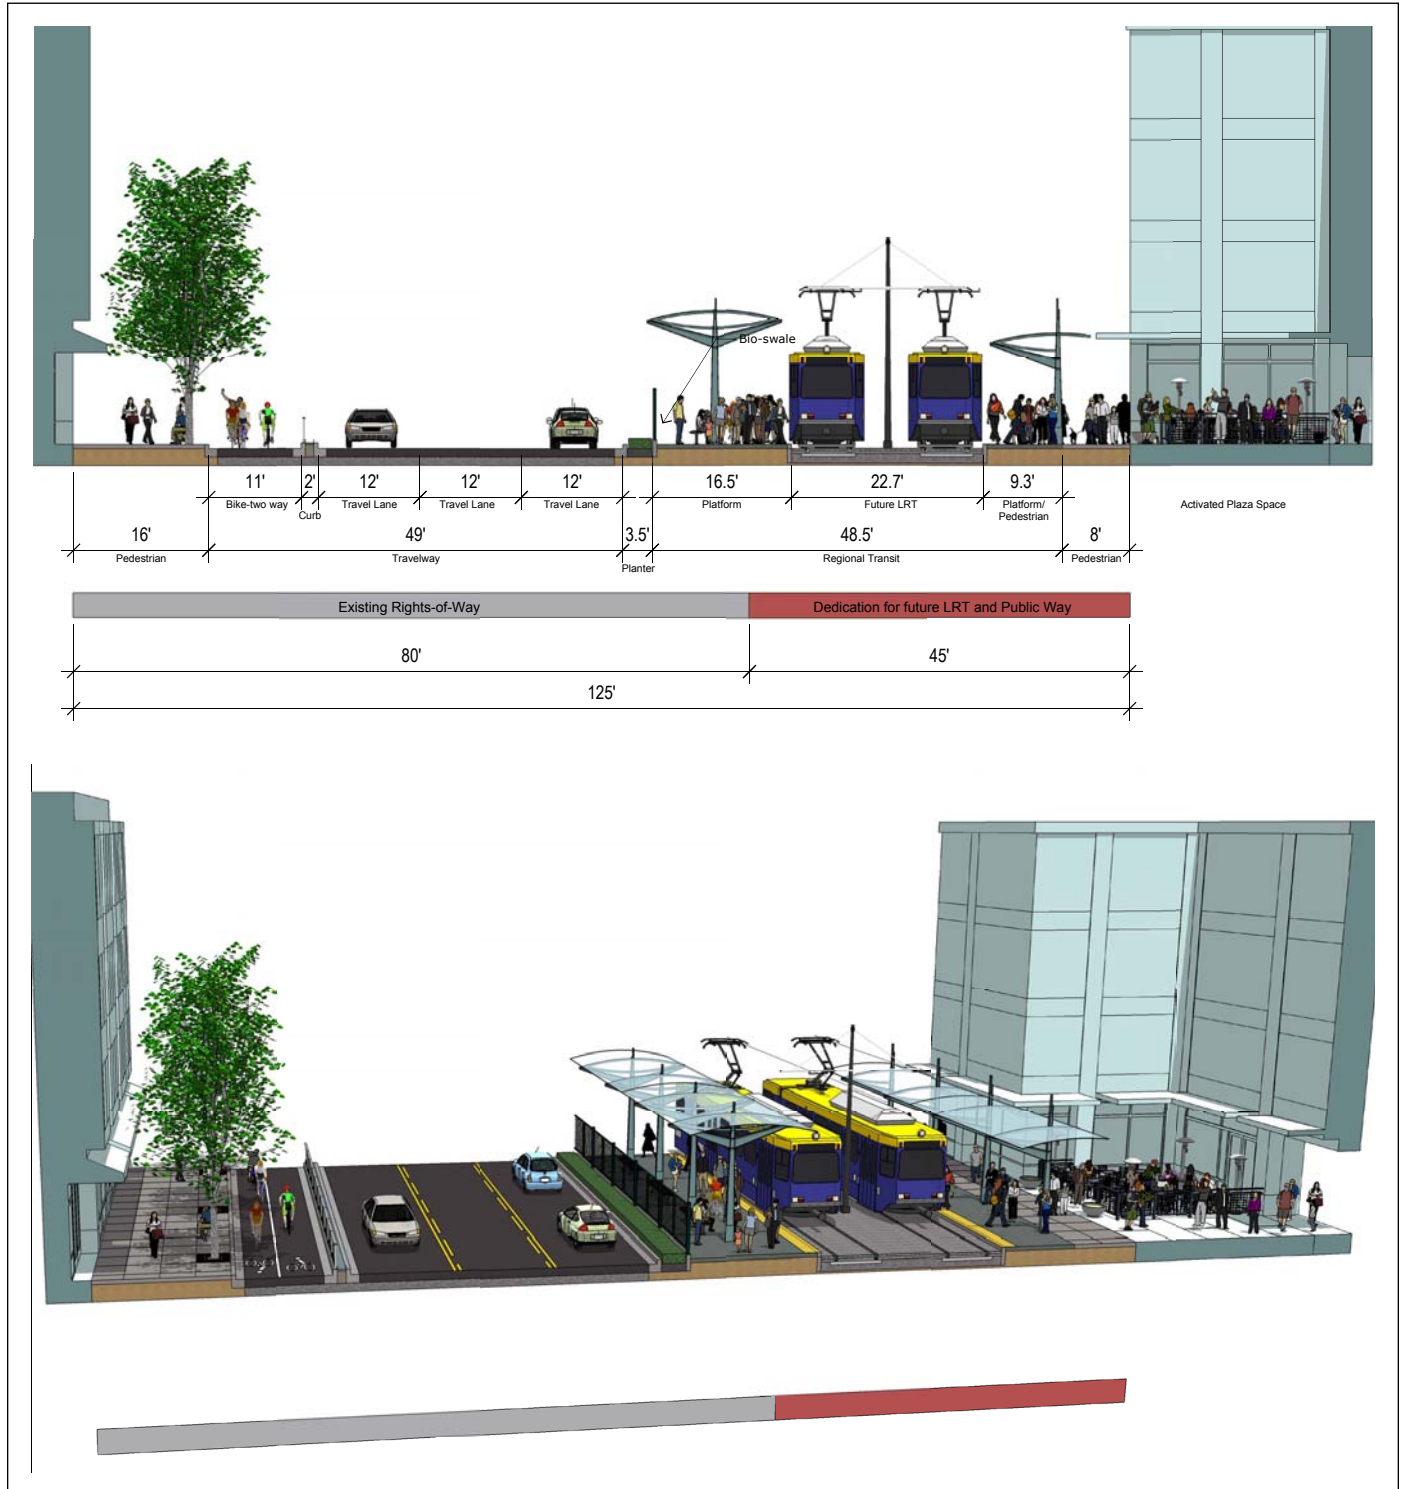 Bio-swale
11' 2' 12' 12' 12' 16.5' 22.7' 9.3'
Bike-two way Curb Travel Lane Travel Lane Travel Lane Platform Future LRT Platform/
Pedestrian
Activated Plaza Space
16' 49' 3.5' 48.5' 8'
Pedestrian Travelway Planter Regional Transit Pedestrian
Existing Rights-of-Way Dedication for future LRT and Public Way
80' 45'
125'